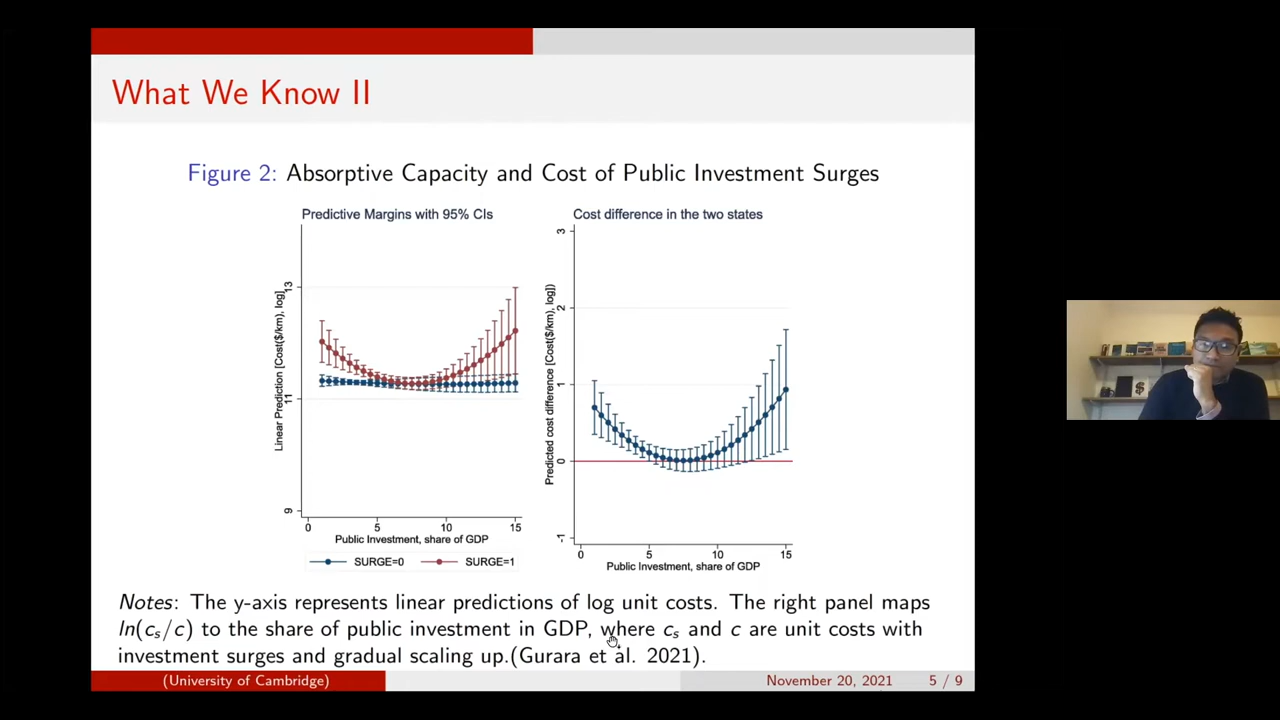 What We Know II
Figure 2: Absorptive Capacity and Cost of Public Investment Surges
Predictive Margins with 95% CIs
Linear Prediction [Cost($/km), log]
13
11
9
0 5 10 15
Public Investment, share of GDP
SURGE=0 SURGE=1
Cost difference in the two states
Predicted cost difference [Cost($/km), log])
3
2
1
0
-1
0 5 10 15
Public Investment, share of GDP
Notes: The y-axis represents linear predictions of log unit costs. The right panel maps
ln(cₛ/c) to the share of public investment in GDP, where cₛ and c are unit costs with
investment surges and gradual scaling up.(Gurara et al. 2021).
(University of Cambridge) November 20, 2021 5 / 9